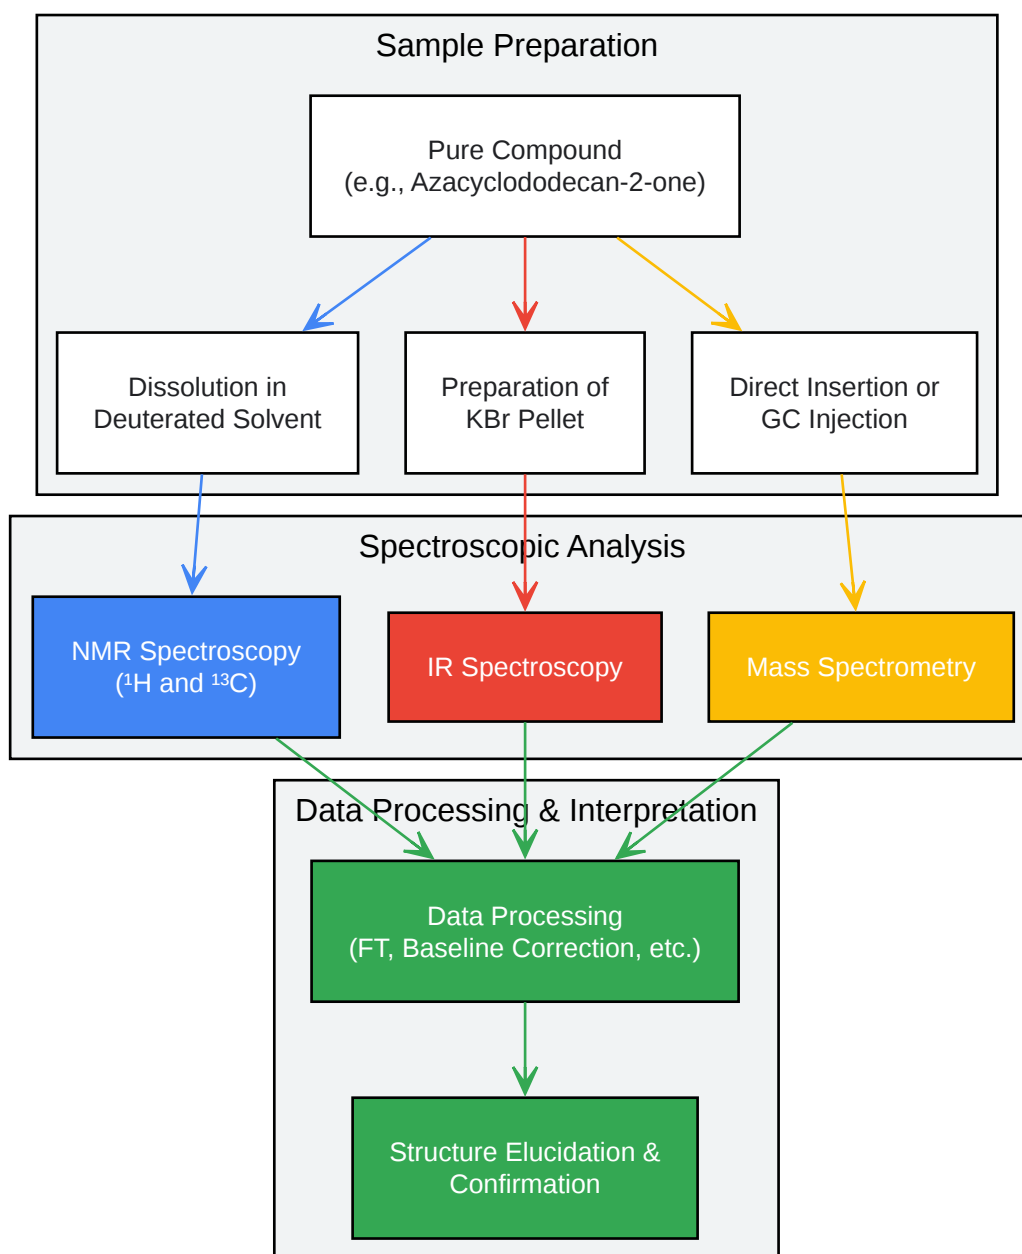 Sample Preparation
Pure Compound
(e.g., Azacyclododecan-2-one)
Dissolution in
Deuterated Solvent
Preparation of
KBr Pellet
Direct Insertion or
GC Injection
Spectroscopic Analysis
NMR Spectroscopy
(¹H and ¹³C)
IR Spectroscopy
Mass Spectrometry
Data Processing & Interpretation
Data Processing
(FT, Baseline Correction, etc.)
Structure Elucidation &
Confirmation